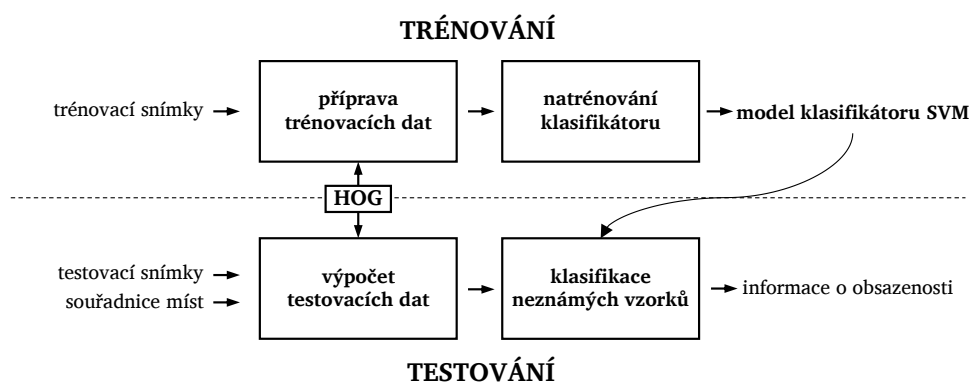 TRÉNOVÁNÍ
trénovací snímky
příprava
trénovacích dat
natrénování
klasifikátoru
model klasifikátoru SVM
HOG
testovací snímky
souřadnice míst
výpočet
testovacích dat
klasifikace
neznámých vzorků
informace o obsazenosti
TESTOVÁNÍ